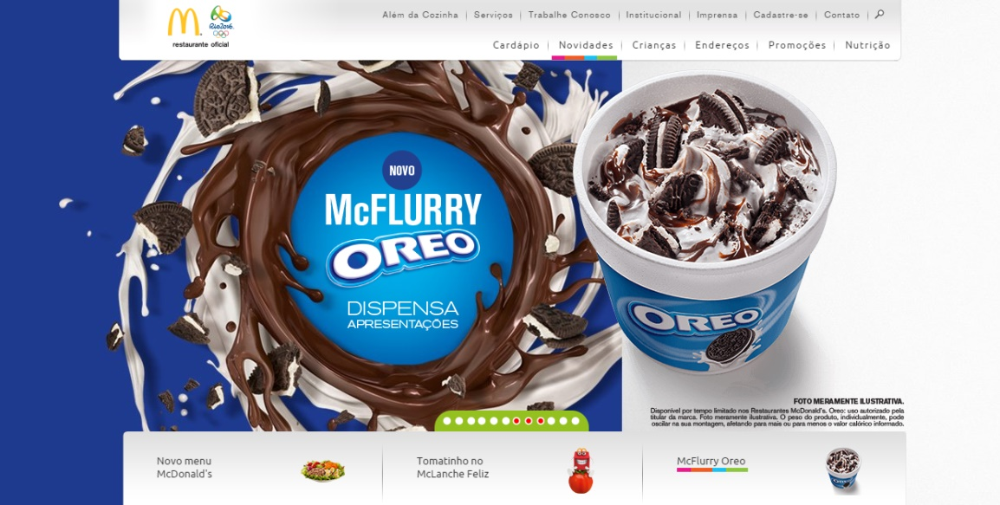 Além da Cozinha
Serviços
Trabalhe Conosco
Institucional
Imprensa
Cadastre-se
Contato
M
Rio2016
restaurante oficial
Cardápio
Novidades
Crianças
Endereços
Promoções
Nutrição
NOVO
McFLURRY
OREO
DISPENSA
APRESENTAÇÕES
OREO
FOTO MERAMENTE ILUSTRATIVA.
Disponível por tempo limitado nos Restaurantes McDonald's. Oreo: uso autorizado pela
titular da marca. Foto meramente ilustrativa. O peso do produto, individualmente, pode
oscilar na sua montagem, afetando para mais ou para menos o valor calórico informado.
Novo menu
McDonald's
Tomatinho no
McLanche Feliz
McFlurry Oreo